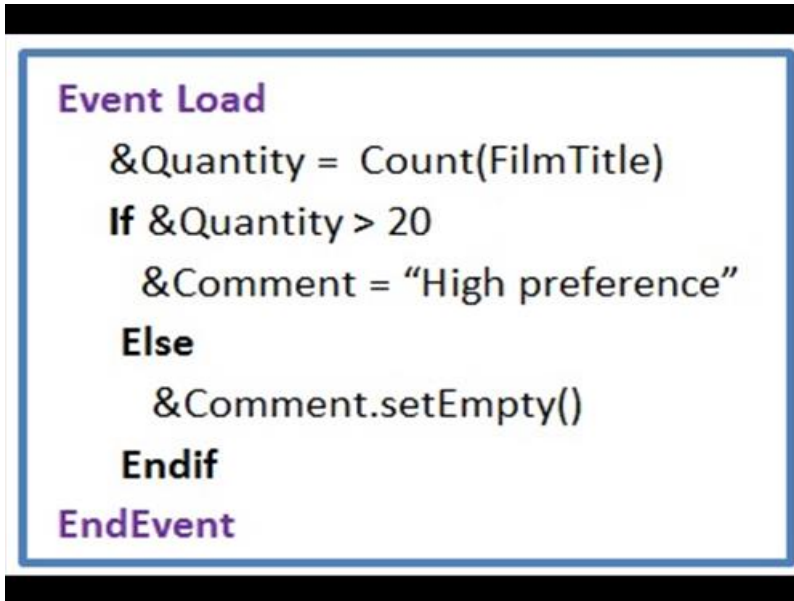 Event Load
&Quantity = Count(FilmTitle)
If &Quantity > 20
&Comment = “High preference”
Else
&Comment.setEmpty()
Endif
EndEvent